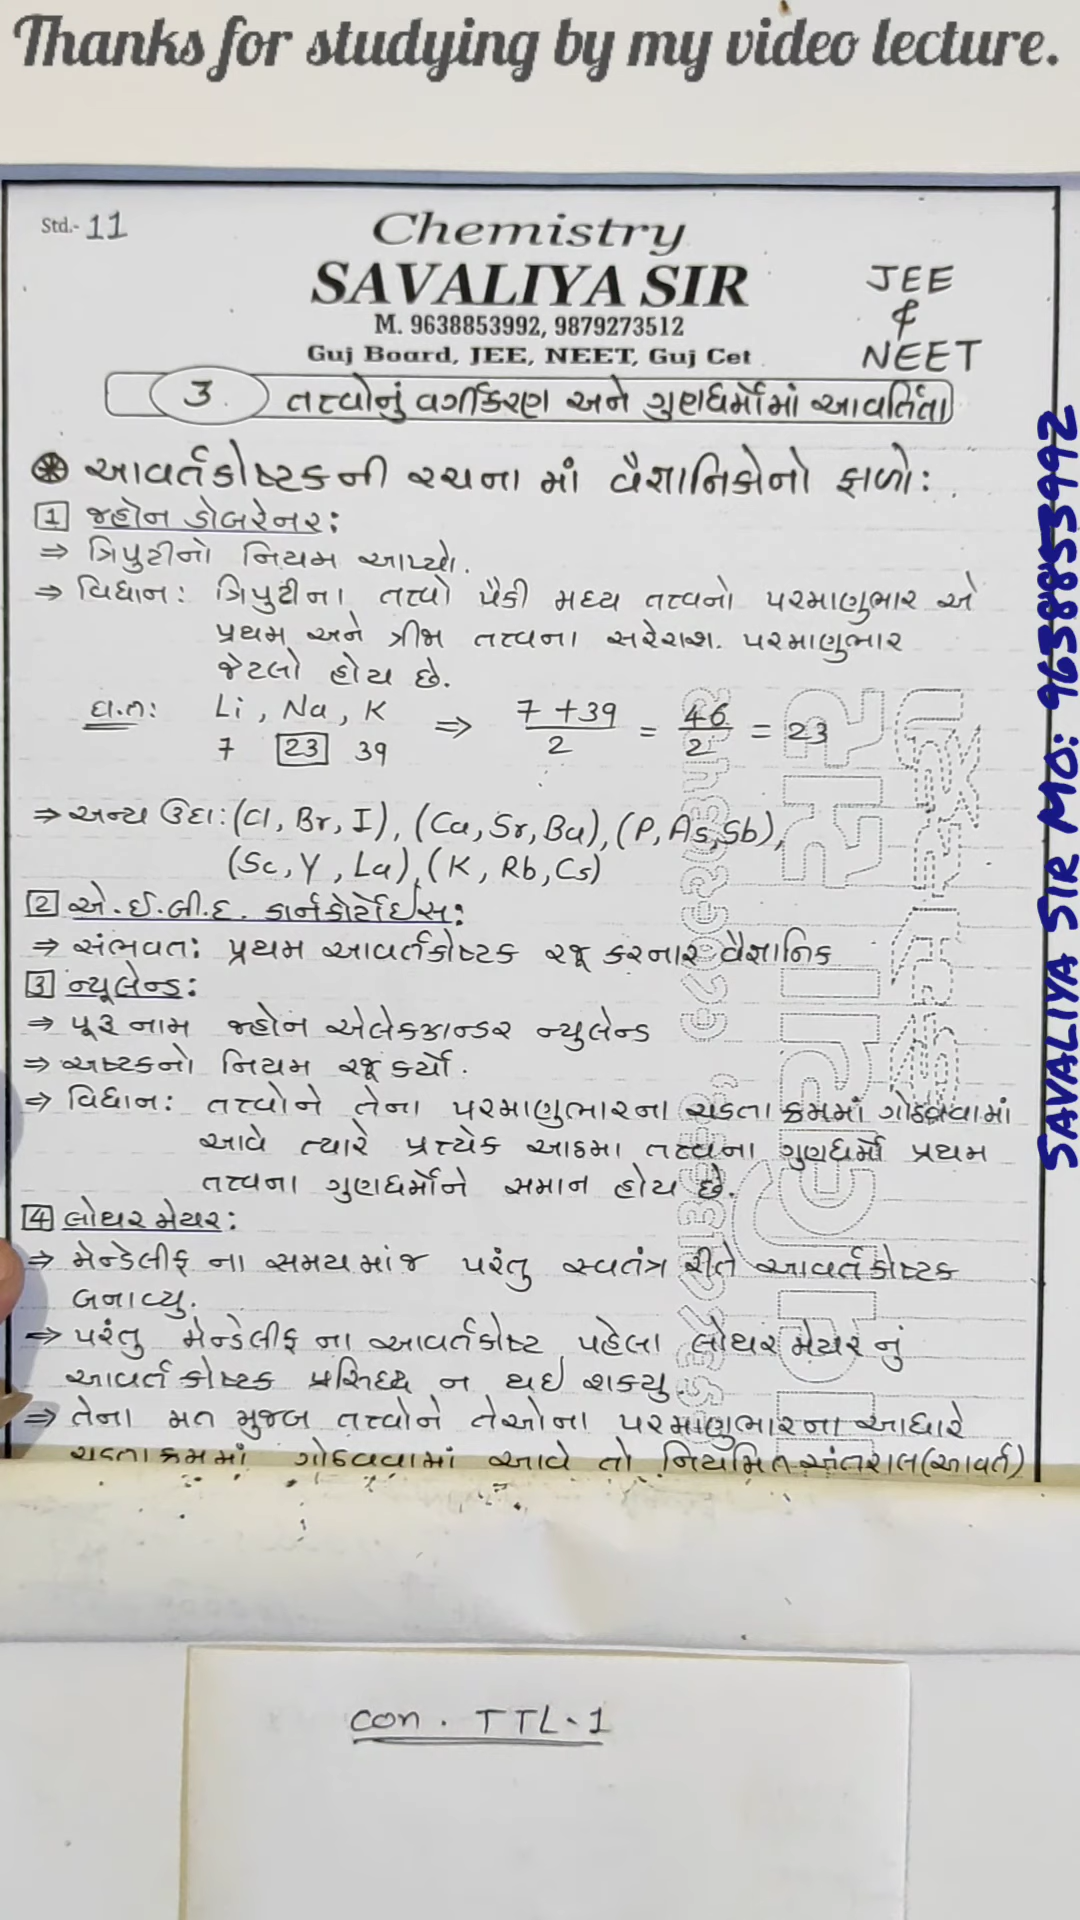 Thanks for studying by my video lecture.
Std.- 11
Chemistry
SAVALIYA SIR
M. 9638853992, 9879273512
Guj Board, JEE, NEET, Guj Cet
JEE
&
NEET
3. તત્ત્વોનું વર્ગીકરણ અને ગુણધર્મોમાં આવર્તિતા
આવર્તકોષ્ટકની રચના માં વૈજ્ઞાનિકોનો ફાળો:
1 જ્હોન ડોબરેનર:
⇒ ત્રિપુટીનો નિયમ આપ્યો.
⇒ વિધાન: ત્રિપુટીના તત્ત્વો પૈકી મધ્ય તત્ત્વનો પરમાણુભાર એ
પ્રથમ અને ત્રીજા તત્ત્વના સરેરાશ પરમાણુભાર
જેટલો હોય છે.
દા.ત: Li, Na, K ⇒ 7 + 39 / 2 = 46 / 2 = 23
7 23 39
⇒ અન્ય ઉદા: (Cl, Br, I), (Ca, Sr, Ba), (P, As, Sb),
(Sc, Y, La), (K, Rb, Cs)
2 એ.ઈ.બી.દ. કાર્નકોર્ટોઈસ:
⇒ સંભવત: પ્રથમ આવર્તકોષ્ટક રજૂ કરનાર વૈજ્ઞાનિક
3 ન્યૂલેન્ડ:
⇒ પૂરૂ નામ જ્હોન એલેકઝાન્ડર ન્યુલેન્ડ
⇒ અષ્ટકનો નિયમ રજૂ કર્યો.
⇒ વિધાન: તત્ત્વોને તેના પરમાણુભારના ચડતા ક્રમમાં ગોઠવવામાં
આવે ત્યારે પ્રત્યેક આઠમા તત્ત્વના ગુણધર્મો પ્રથમ
તત્ત્વના ગુણધર્મોને સમાન હોય છે.
4 લોથર મેયર:
⇒ મેન્ડેલીફ ના સમયમાંજ પરંતુ સ્વતંત્ર રીતે આવર્તકોષ્ટક
બનાવ્યુ.
⇒ પરંતુ મેન્ડેલીફ ના આવર્તકોષ્ટ પહેલા લોથર મેયર નું
આવર્ત કોષ્ટક પ્રસિધ્ધ ન થઇ શક્યુ.
⇒ તેના મત મુજબ તત્ત્વોને તેઓના પરમાણુભારના આધારે
ચડતા ક્રમમાં ગોઠવવામાં આવે તો નિયમિત અંતરાલ(આવર્ત)
SAVALIYA SIR MO: 9638853992
con. TTL-1